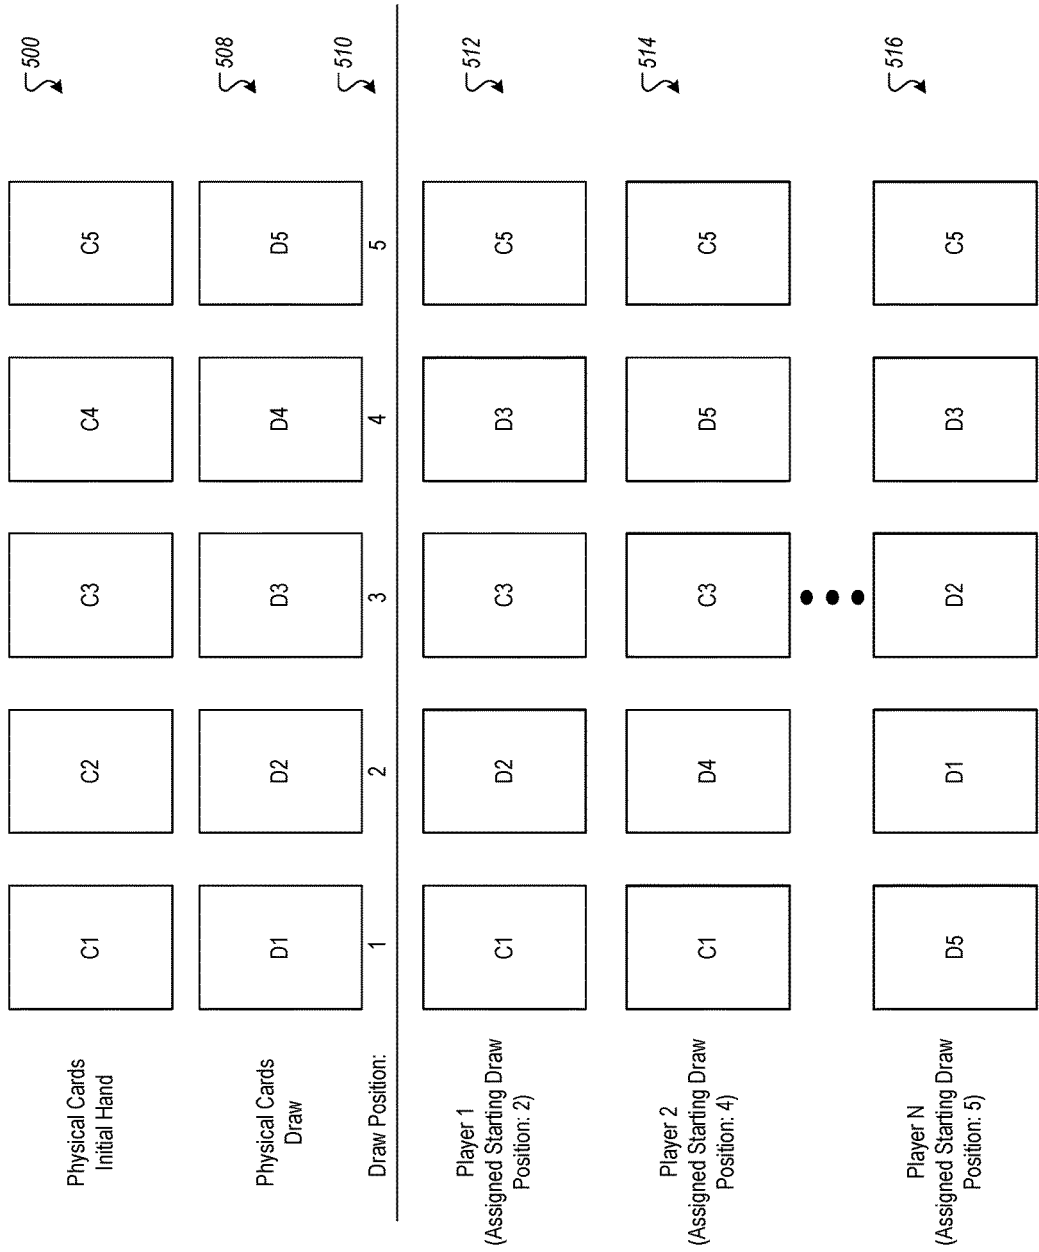 Physical Cards
Initial Hand
C1
C2
C3
C4
C5
500
Physical Cards
Draw
D1
D2
D3
D4
D5
508
Draw Position:
1
2
3
4
5
510
Player 1
(Assigned Starting Draw
Position: 2)
C1
D2
C3
D3
C5
512
Player 2
(Assigned Starting Draw
Position: 4)
C1
D4
C3
D5
C5
514
Player N
(Assigned Starting Draw
Position: 5)
D5
D1
D2
D3
C5
516